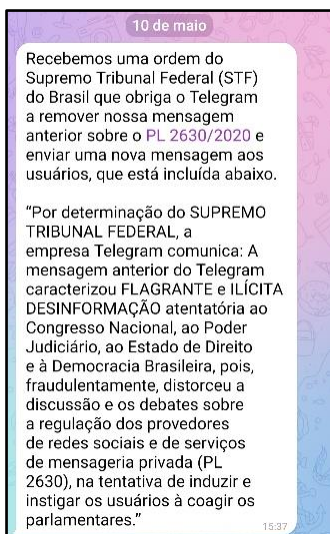 10 de maio
Recebemos uma ordem do
Supremo Tribunal Federal (STF)
do Brasil que obriga o Telegram
a remover nossa mensagem
anterior sobre o PL 2630/2020 e
enviar uma nova mensagem aos
usuários, que está incluída abaixo.
“Por determinação do SUPREMO
TRIBUNAL FEDERAL, a
empresa Telegram comunica: A
mensagem anterior do Telegram
caracterizou FLAGRANTE e ILÍCITA
DESINFORMAÇÃO atentatória ao
Congresso Nacional, ao Poder
Judiciário, ao Estado de Direito
e à Democracia Brasileira, pois,
fraudulentamente, distorceu a
discussão e os debates sobre
a regulação dos provedores
de redes sociais e de serviços
de mensageria privada (PL
2630), na tentativa de induzir e
instigar os usuários à coagir os
parlamentares.”
15:37